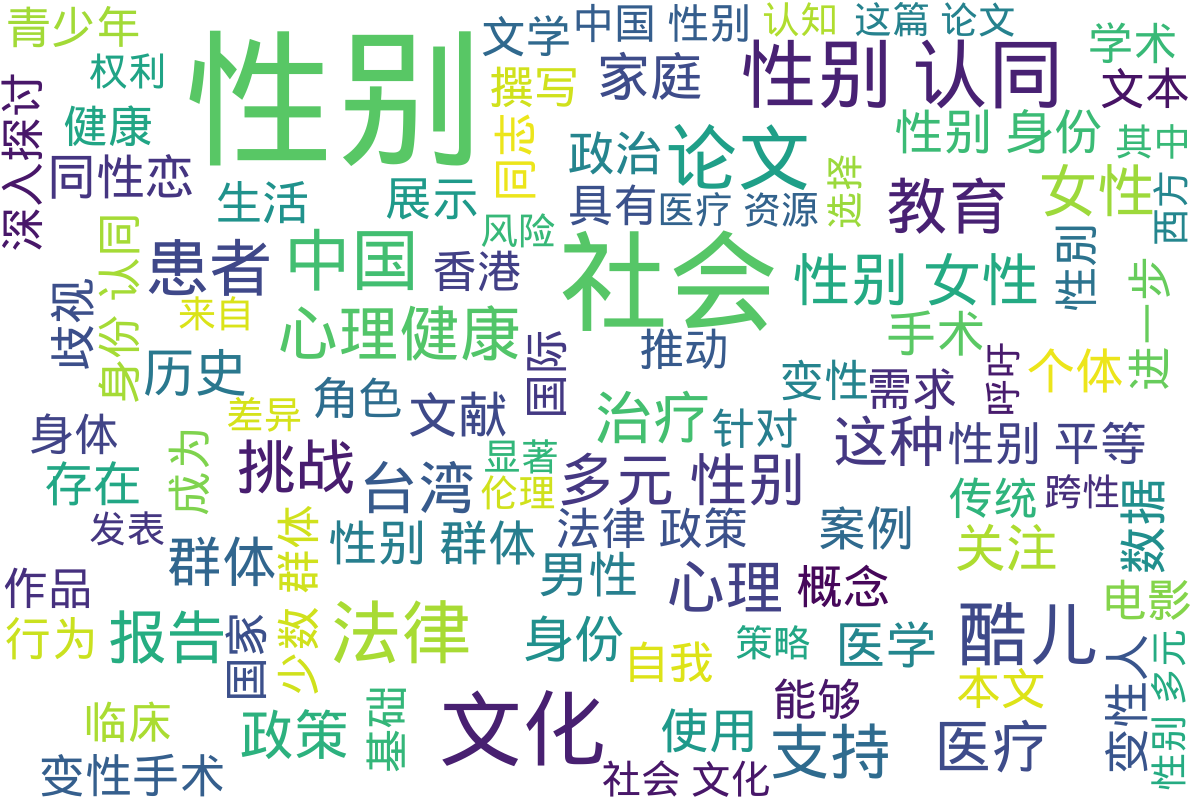 青少年
性别
文学
中国 性别
认知
这篇 论文
学术
权利
撰写
家庭
性别 认同
文本
深入探讨
健康
同志
政治
论文
性别 身份
其中
同性恋
生活
展示
具有
医疗 资源
选择
教育
女性
西方
身份 认同
患者
中国
香港
风险
社会
性别 女性
性别
进一步
歧视
来自
心理健康
国际
推动
手术
历史
角色
文献
变性
需求
呼吁
个体
身体
差异
治疗
针对
这种
性别 平等
存在
成为
挑战
台湾
显著
伦理
多元 性别
传统
跨性
数据
发表
群体
少数 群体
性别 群体
法律 政策
案例
关注
作品
男性
心理
概念
电影
行为
报告
国家
法律
身份
自我
策略
医学
酷儿
变性人
性别 多元
临床
政策
基础
文化
使用
能够
本文
变性手术
社会 文化
支持
医疗